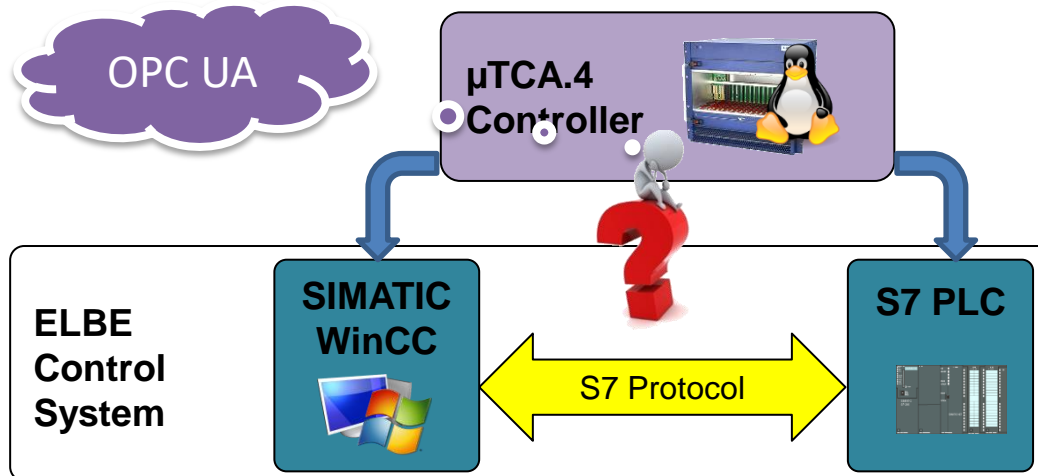 OPC UA
µTCA.4
Controller
ELBE
Control
System
SIMATIC
WinCC
S7 Protocol
S7 PLC